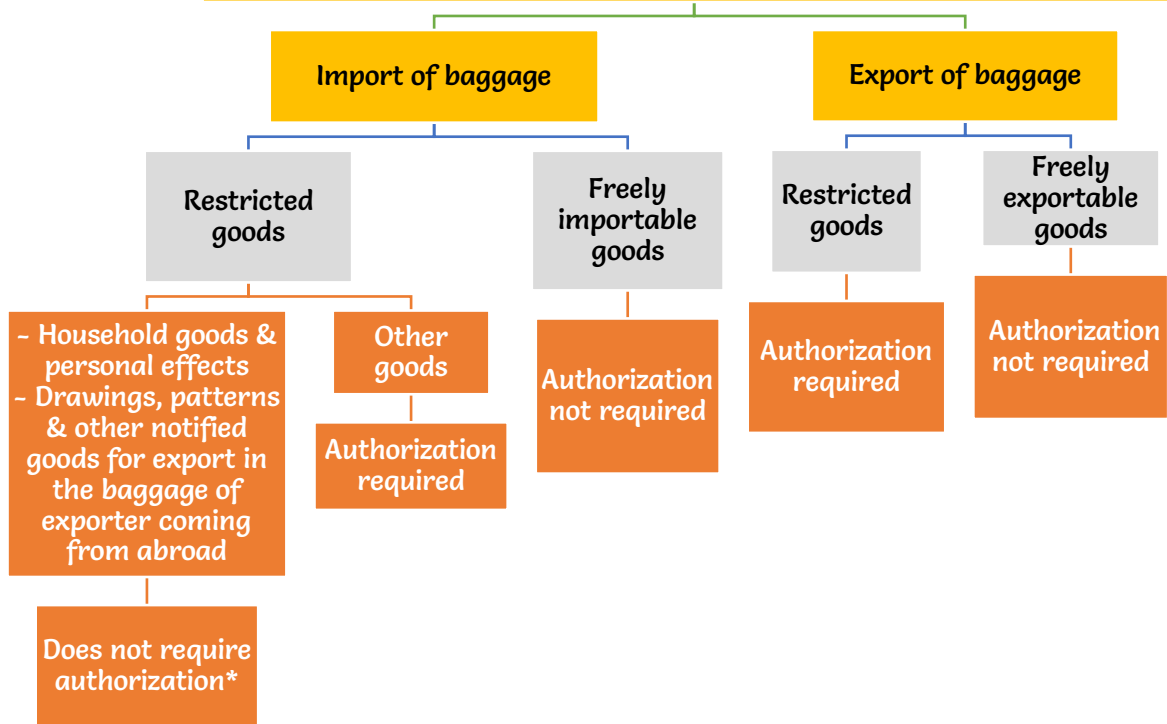 Import of baggage
Export of baggage
Restricted
goods
Freely
importable
goods
Restricted
goods
Freely
exportable
goods
~ Household goods &
personal effects
~ Drawings, patterns
& other notified
goods for export in
the baggage of
exporter coming
from abroad
Other
goods
Authorization
not required
Authorization
required
Authorization
not required
Authorization
required
Does not require
authorization*